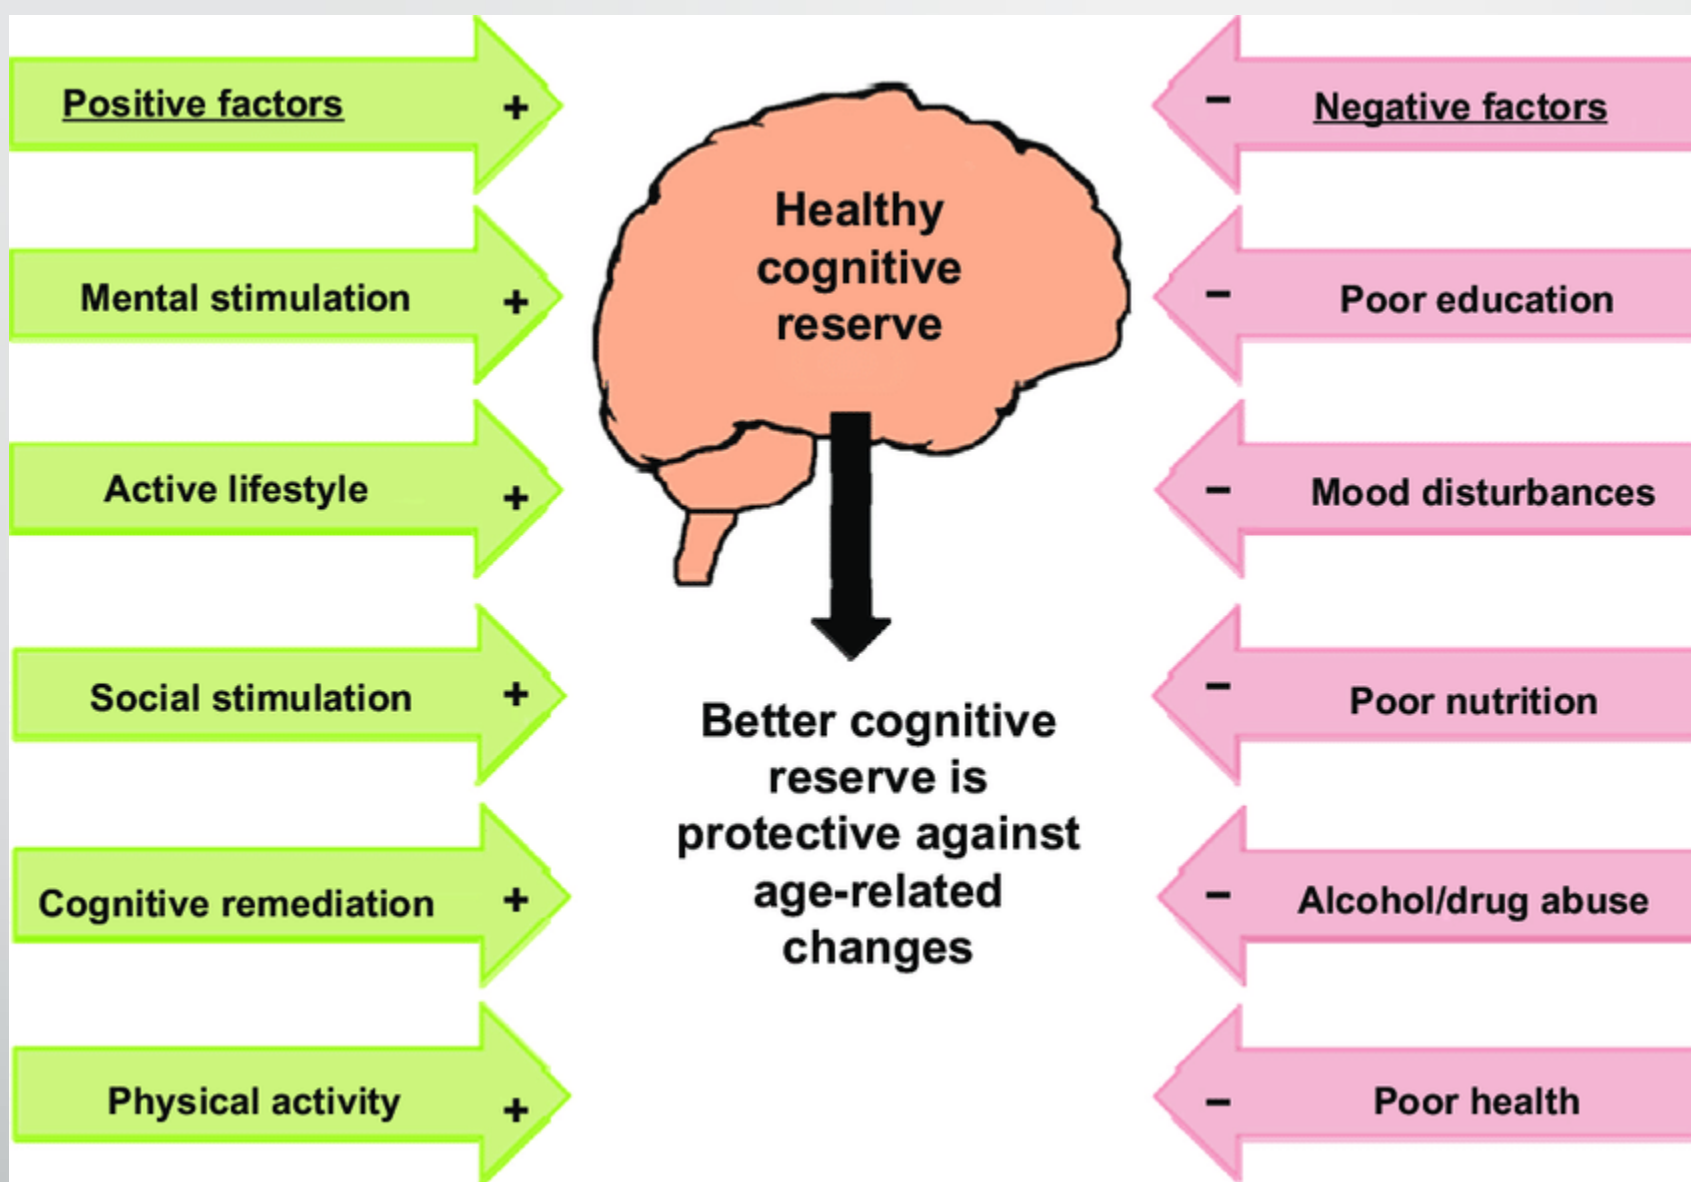 Positive factors +
Mental stimulation +
Active lifestyle +
Social stimulation +
Cognitive remediation +
Physical activity +
Healthy
cognitive
reserve
Better cognitive
reserve is
protective against
age-related
changes
– Negative factors
– Poor education
– Mood disturbances
– Poor nutrition
– Alcohol/drug abuse
– Poor health